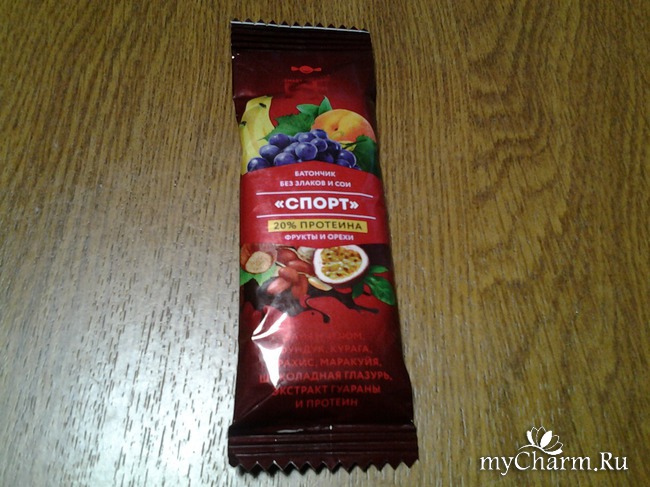 БАТОНЧИК
БЕЗ ЗЛАКОВ И СОИ
«СПОРТ»
20% ПРОТЕИНА
ФРУКТЫ И ОРЕХИ
КУРАГА,
МАРАКУЙЯ,
ШОКОЛАДНАЯ ГЛАЗУРЬ,
ЭКСТРАКТ ГУАРАНЫ
И ПРОТЕИН
myCharm.Ru